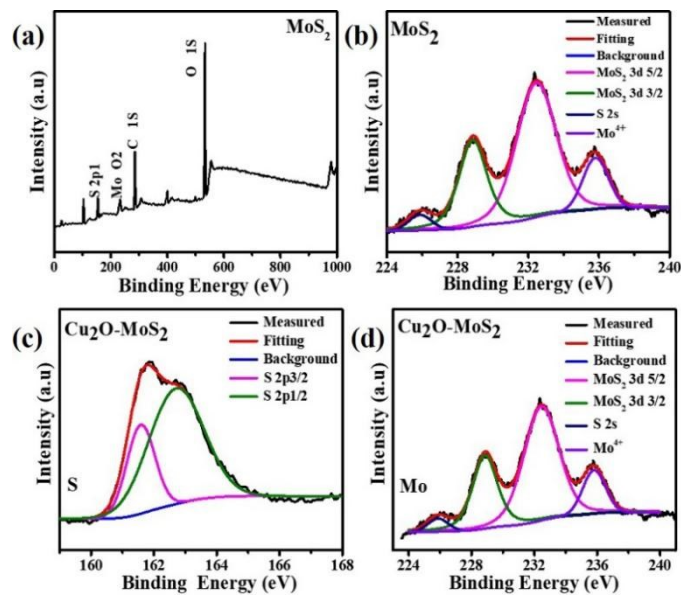 (a)
MoS2
Intensity (a.u)
S 2p1
Mo O2
C 1S
O 1S
0 200 400 600 800 1000
Binding Energy (eV)
(b)
MoS2
Intensity (a.u)
Measured
Fitting
Background
MoS2 3d 5/2
MoS2 3d 3/2
S 2s
Mo4+
224 228 232 236 240
Binding Energy (eV)
(c)
Cu2O-MoS2
Intensity (a.u)
Measured
Fitting
Background
S 2p3/2
S 2p1/2
S
160 162 164 166 168
Binding Energy (eV)
(d)
Cu2O-MoS2
Intensity (a.u)
Measured
Fitting
Background
MoS2 3d 5/2
MoS2 3d 3/2
S 2s
Mo4+
Mo
224 228 232 236 240
Binding Energy (eV)